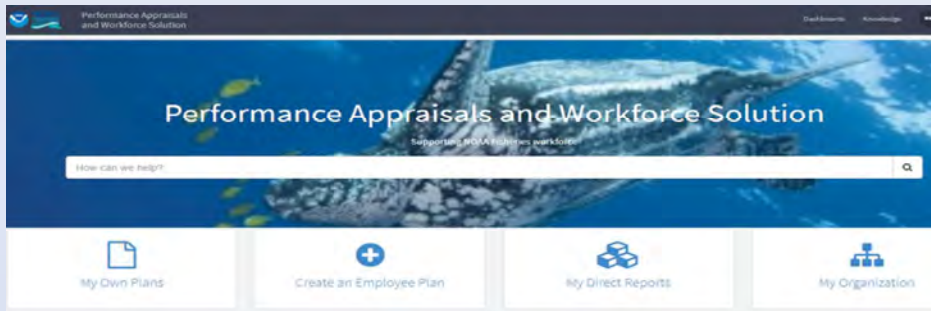 Performance Appraisals
and Workforce Solution
Dashboards Knowledge
Performance Appraisals and Workforce Solution
Supporting NOAA Fisheries workforce
How can we help?
My Own Plans
Create an Employee Plan
My Direct Reports
My Organization